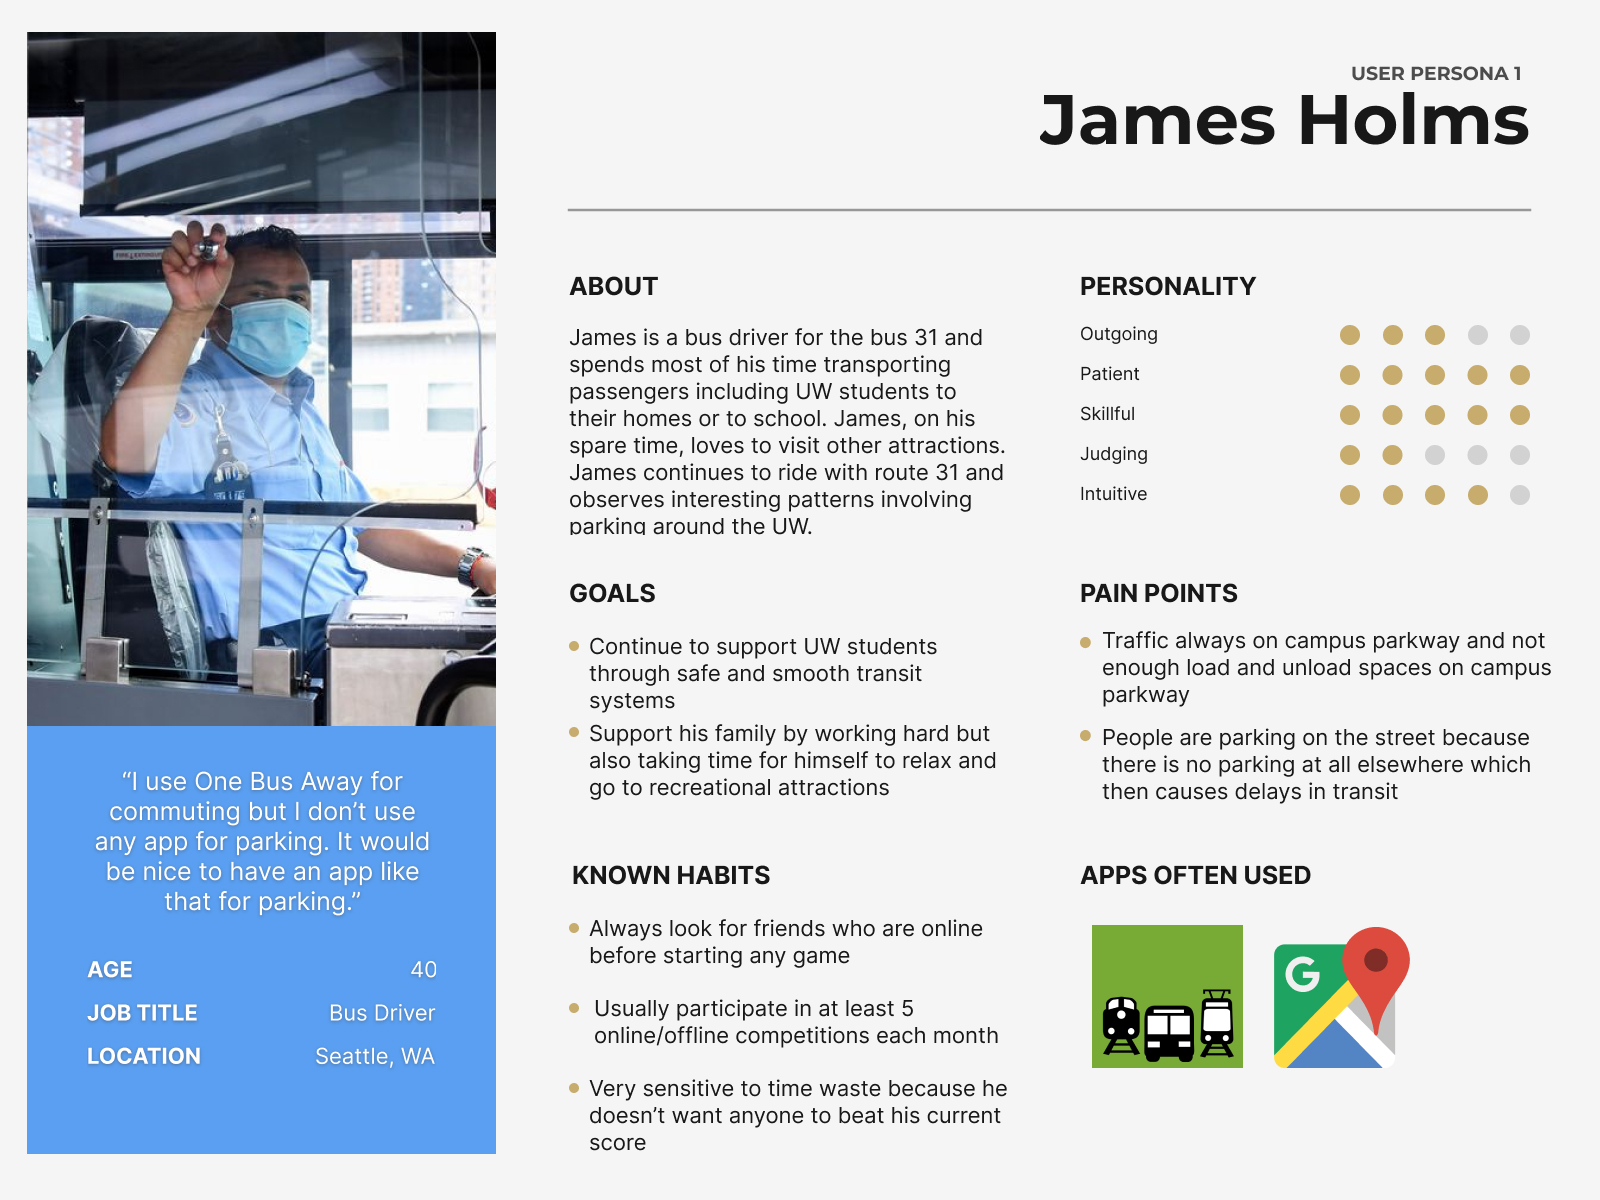 USER PERSONA 1
James Holms
ABOUT
James is a bus driver for the bus 31 and
spends most of his time transporting
passengers including UW students to
their homes or to school. James, on his
spare time, loves to visit other attractions.
James continues to ride with route 31 and
observes interesting patterns involving
parking around the UW.
PERSONALITY
Outgoing
Patient
Skillful
Judging
Intuitive
GOALS
Continue to support UW students
through safe and smooth transit
systems
Support his family by working hard but
also taking time for himself to relax and
go to recreational attractions
PAIN POINTS
Traffic always on campus parkway and not
enough load and unload spaces on campus
parkway
People are parking on the street because
there is no parking at all elsewhere which
then causes delays in transit
“I use One Bus Away for
commuting but I don’t use
any app for parking. It would
be nice to have an app like
that for parking.”
AGE 40
JOB TITLE Bus Driver
LOCATION Seattle, WA
KNOWN HABITS
Always look for friends who are online
before starting any game
Usually participate in at least 5
online/offline competitions each month
Very sensitive to time waste because he
doesn’t want anyone to beat his current
score
APPS OFTEN USED
G